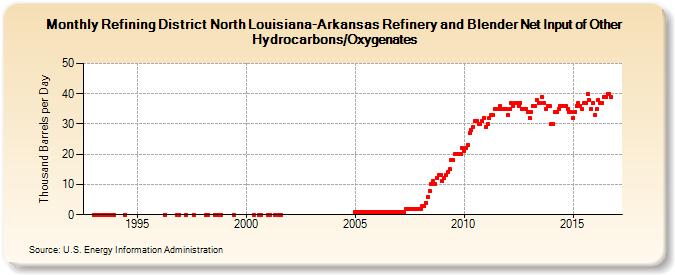 Monthly Refining District North Louisiana-Arkansas Refinery and Blender Net Input of Other
Hydrocarbons/Oxygenates
Thousand Barrels per Day
50
40
30
20
10
0
1995
2000
2005
2010
2015
Source: U.S. Energy Information Administration